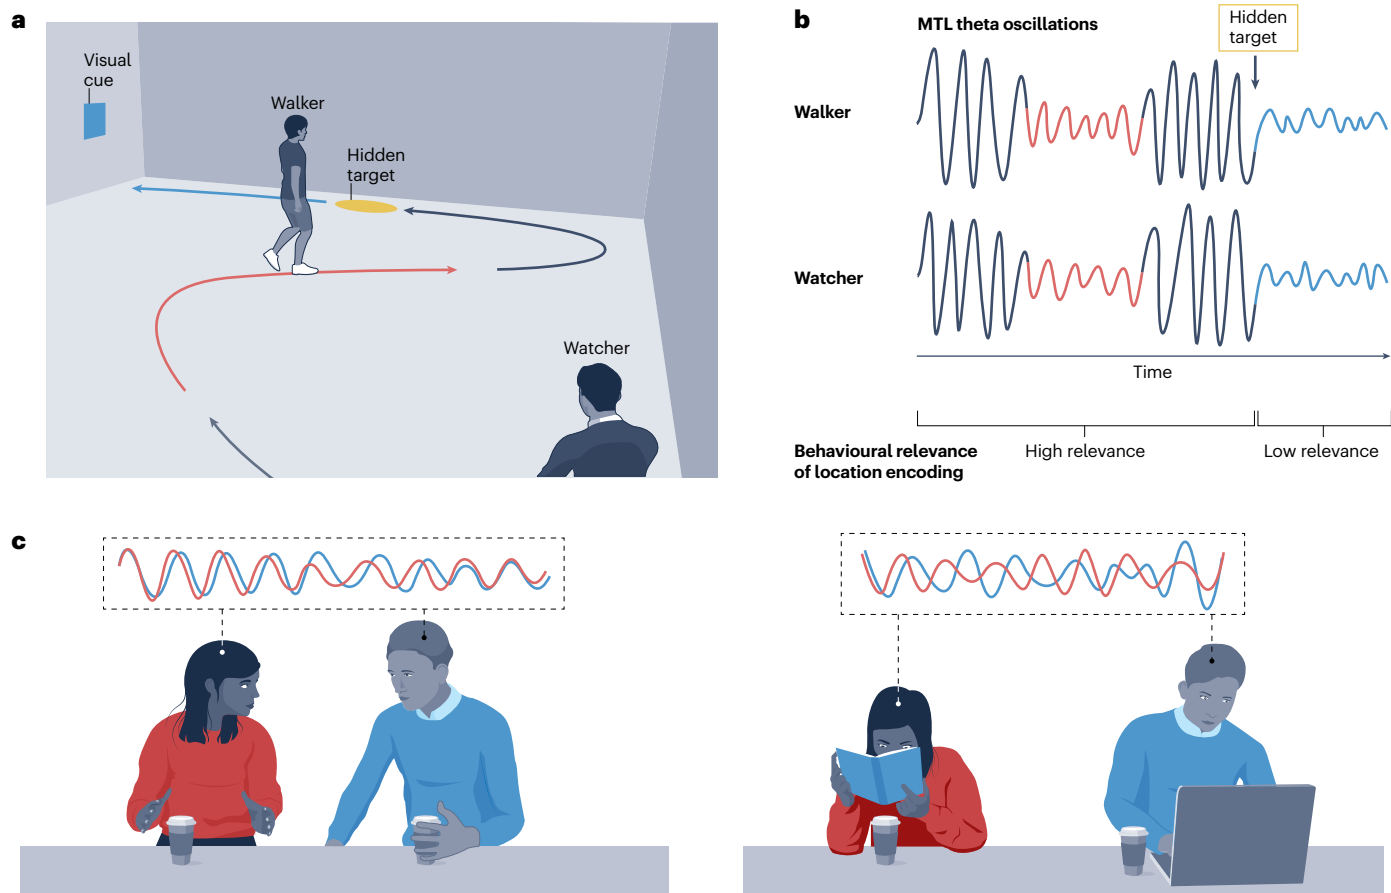 a
Visual
cue
Walker
Hidden
target
Watcher
b
MTL theta oscillations
Hidden
target
Walker
Watcher
Time
Behavioural relevance
of location encoding
High relevance
Low relevance
c